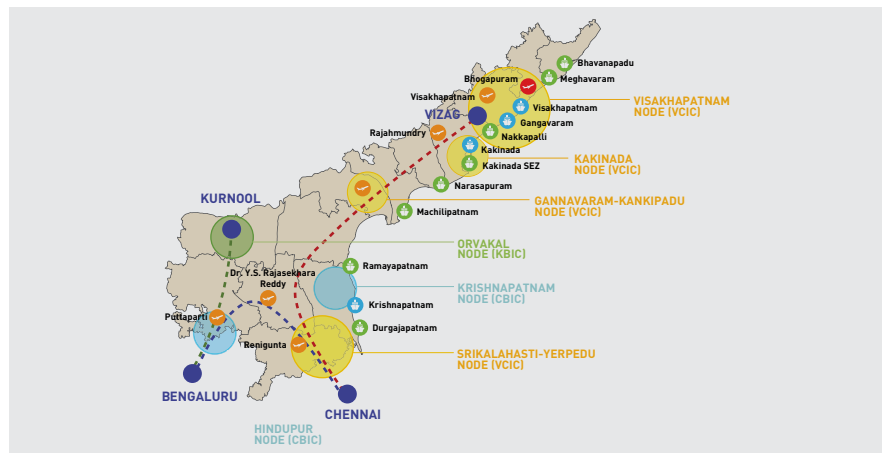 Bhavanapadu
Bhogapuram
Meghavaram
Visakhapatnam
Visakhapatnam
VISAKHAPATNAM
NODE (VCIC)
VIZAG
Gangavaram
Rajahmundry
Nakkapalli
Kakinada
KAKINADA
NODE (VCIC)
Kakinada SEZ
Narasapuram
KURNOOL
GANNAVARAM-KANKIPADU
NODE (VCIC)
Machilipatnam
ORVAKAL
NODE (KBIC)
Ramayapatnam
Dr. Y.S. Rajasekhara
Reddy
KRISHNAPATNAM
NODE (CBIC)
Krishnapatnam
Puttaparti
Durgajapatnam
Renigunta
SRIKALAHASTI-YERPEDU
NODE (VCIC)
BENGALURU
CHENNAI
HINDUPUR
NODE (CBIC)